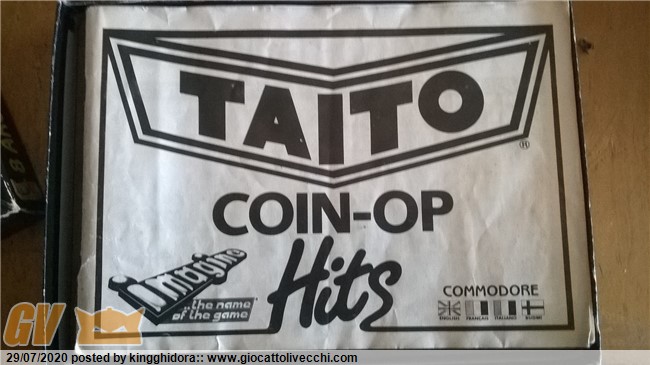 TAITO
®
COIN-OP
Hits
imagine
...the name
of the game
COMMODORE
ENGLISH FRANCAIS ITALIANO
GV
29/07/2020 posted by kingghidora:: www.giocattolivecchi.com